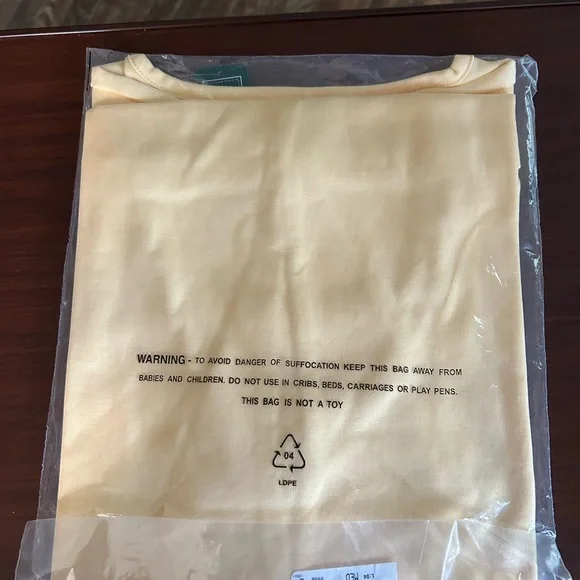 WARNING - TO AVOID DANGER OF SUFFOCATION KEEP THIS BAG AWAY FROM
BABIES AND CHILDREN. DO NOT USE IN CRIBS, BEDS, CARRIAGES OR PLAY PENS.
THIS BAG IS NOT A TOY
04
LDPE
MED